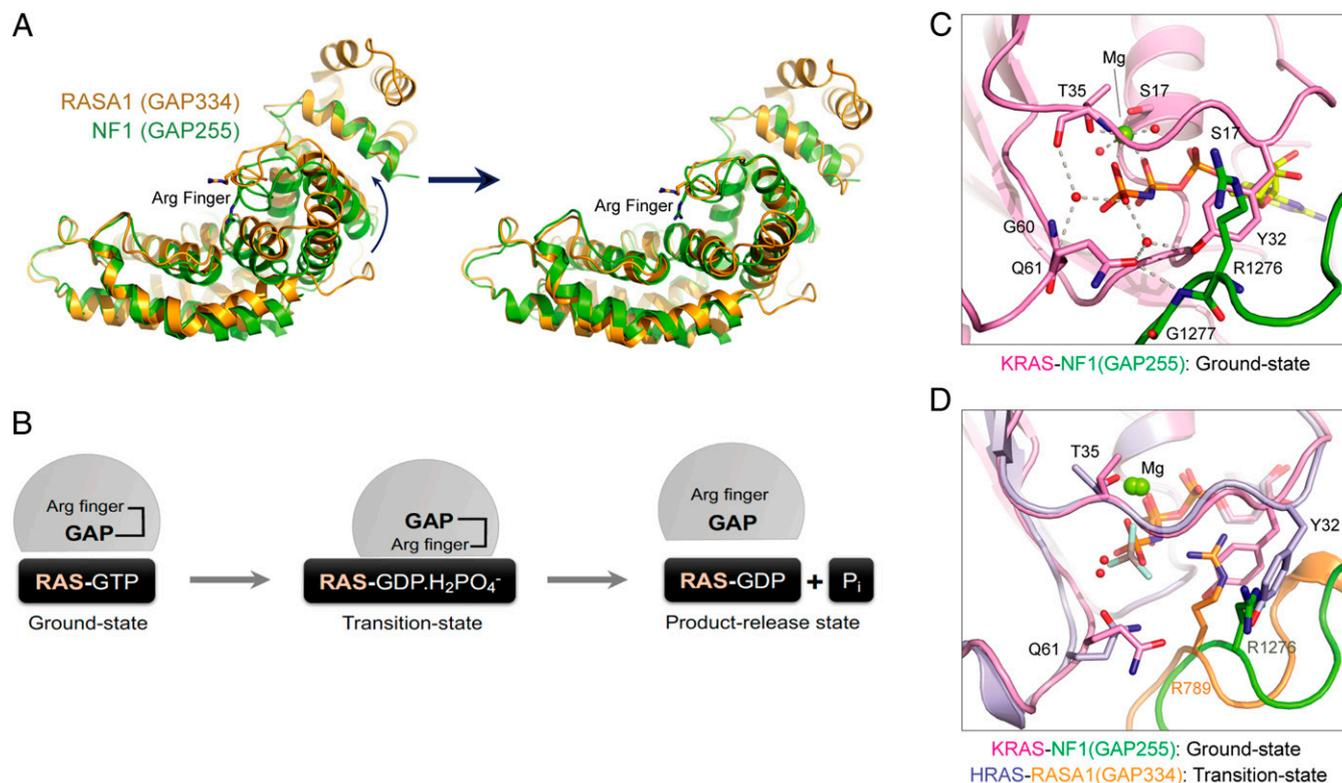 A
RASA1 (GAP334)
NF1 (GAP255)
Arg Finger
Arg Finger
B
Arg finger
GAP
RAS-GTP
Ground-state
GAP
Arg finger
RAS-GDP.H₂PO₄⁻
Transition-state
Arg finger
GAP
RAS-GDP + Pᵢ
Product-release state
C
Mg
T35
S17
S17
G60
Q61
Y32
R1276
G1277
KRAS-NF1(GAP255): Ground-state
D
T35
Mg
Y32
Q61
R1276
R789
KRAS-NF1(GAP255): Ground-state
HRAS-RASA1(GAP334): Transition-state